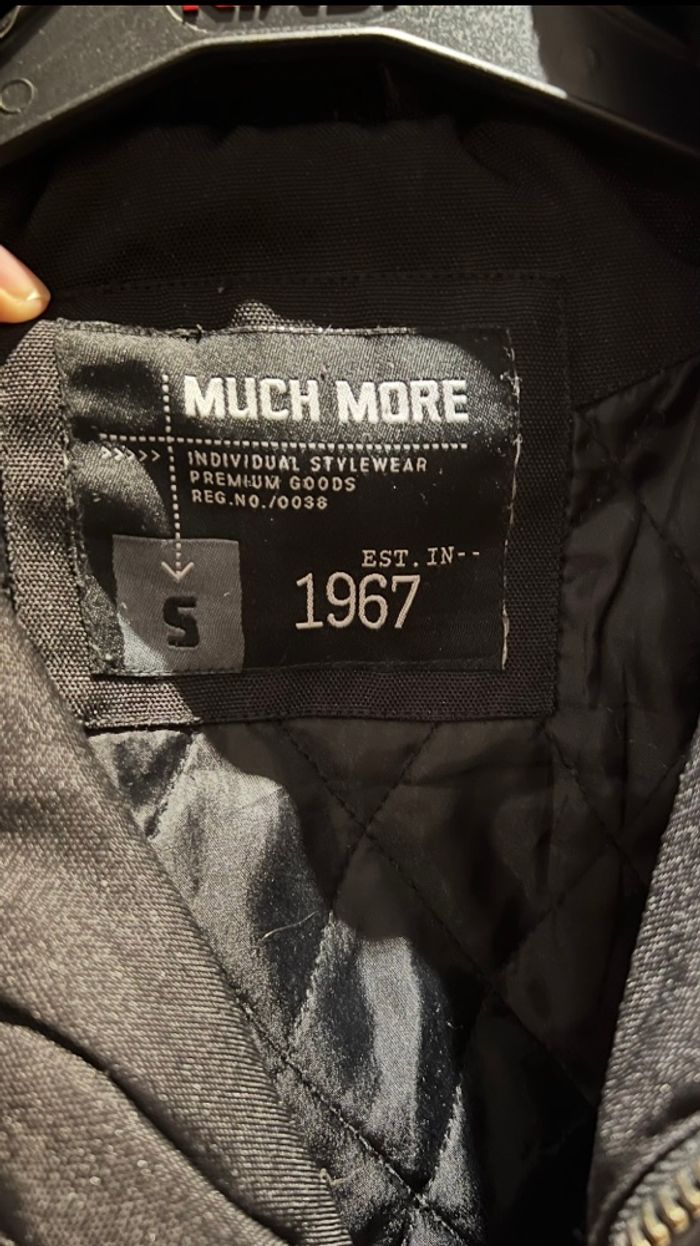 MUCH MORE
>>>>>
INDIVIDUAL STYLEWEAR
PREMIUM GOODS
REG.NO./0038
EST. IN--
1967
S